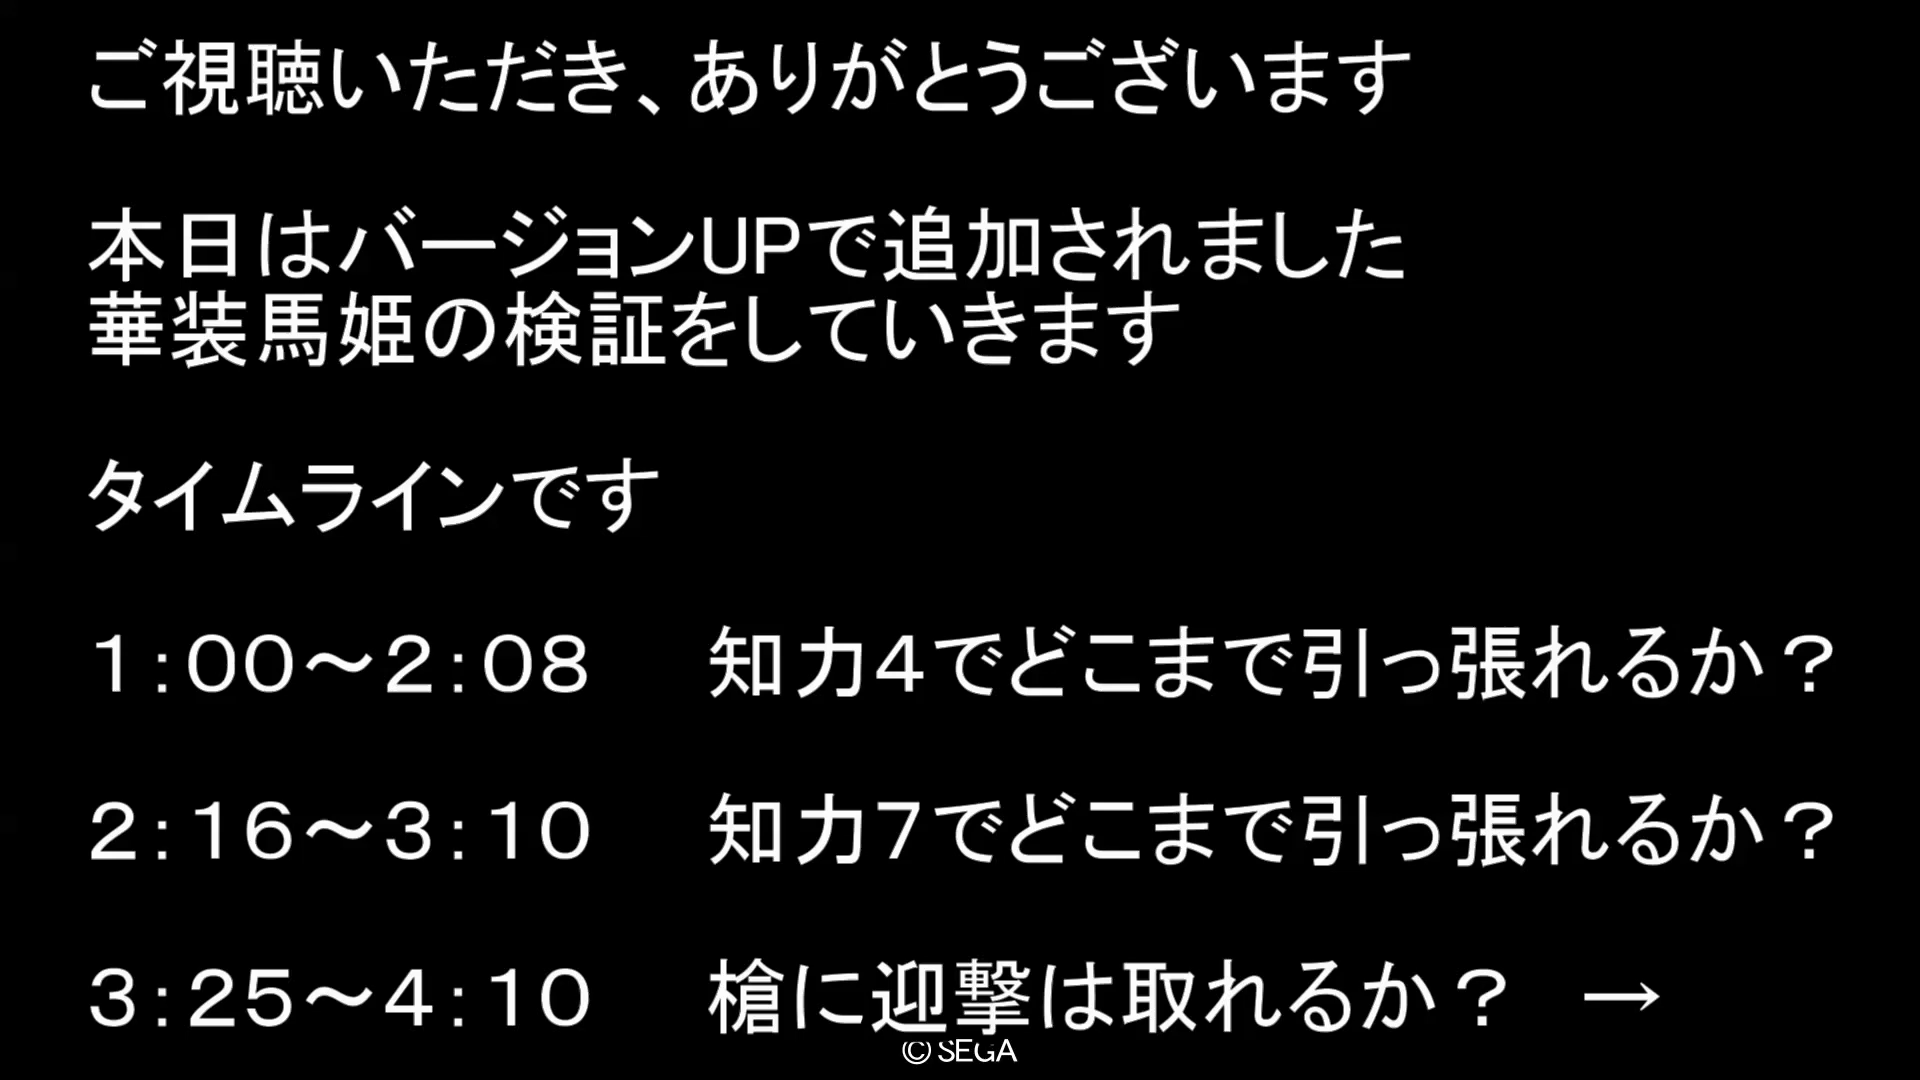 ご視聴いただき、ありがとうございます
本日はバージョンUPで追加されました
華装馬姫の検証をしていきます
タイムラインです
１：００～２：０８　　知力４でどこまで引っ張れるか？
２：１６～３：１０　　知力７でどこまで引っ張れるか？
３：２５～４：１０　　槍に迎撃は取れるか？　→
© SEGA